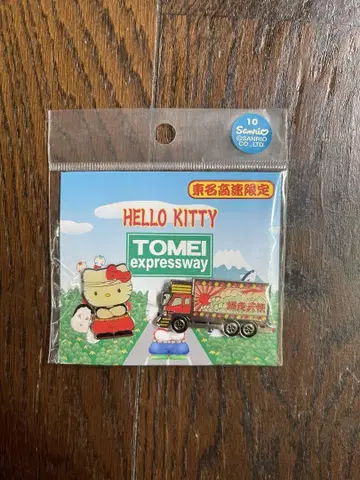 10
Sanrio
©SANRIO
CO., LTD.
東名高速限定
HELLO KITTY
TOMEI
expressway